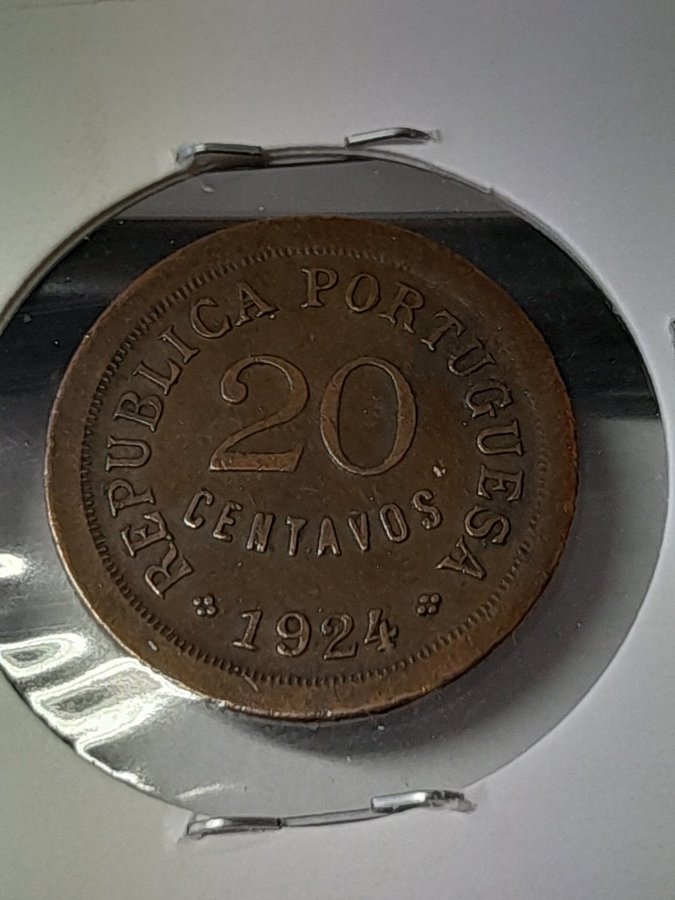 REPUBLICA PORTUGUESA
20
CENTAVOS
1924